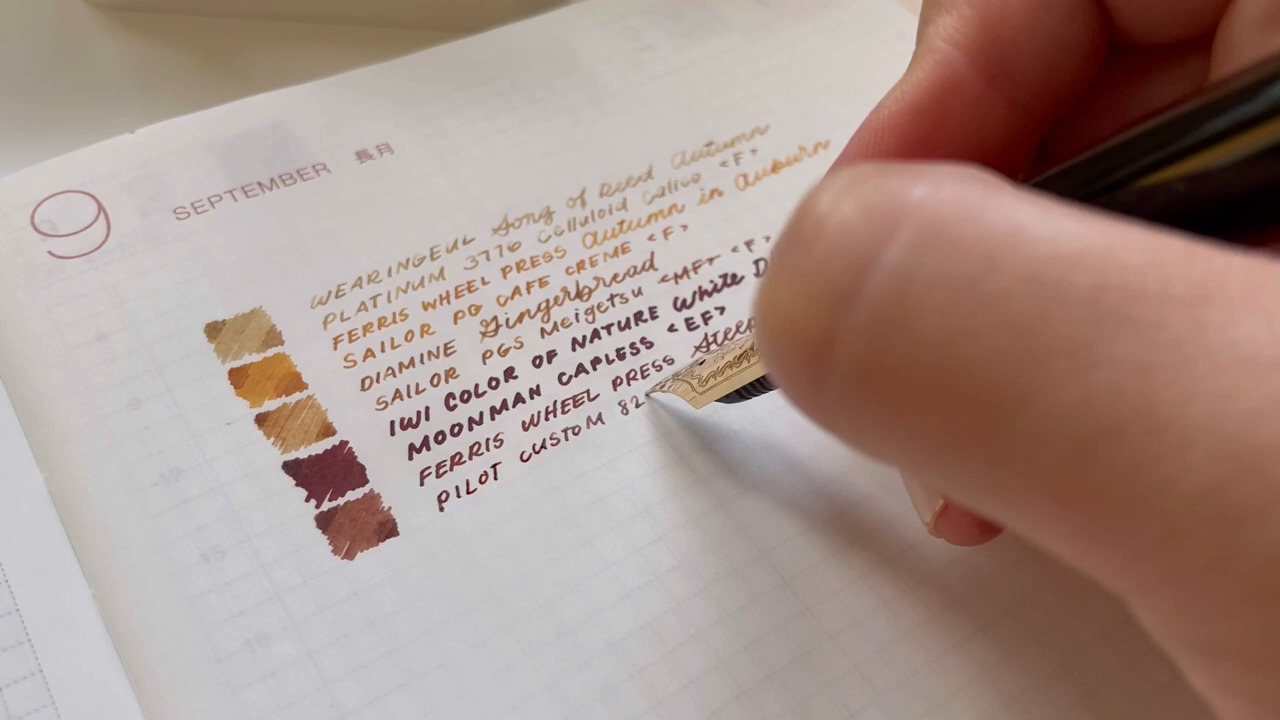 9
SEPTEMBER 長月
WEARINGEUL Song of Reed Autumn
PLATINUM 3776 Celluloid Calico <F>
FERRIS WHEEL PRESS Autumn in Auburn
SAILOR PG CAFE CREME <F>
DIAMINE Gingerbread
SAILOR PGS Meigetsu <MF> <F>
IWI COLOR OF NATURE White D
MOONMAN CAPLESS <EF>
FERRIS WHEEL PRESS Steep
PILOT CUSTOM 82